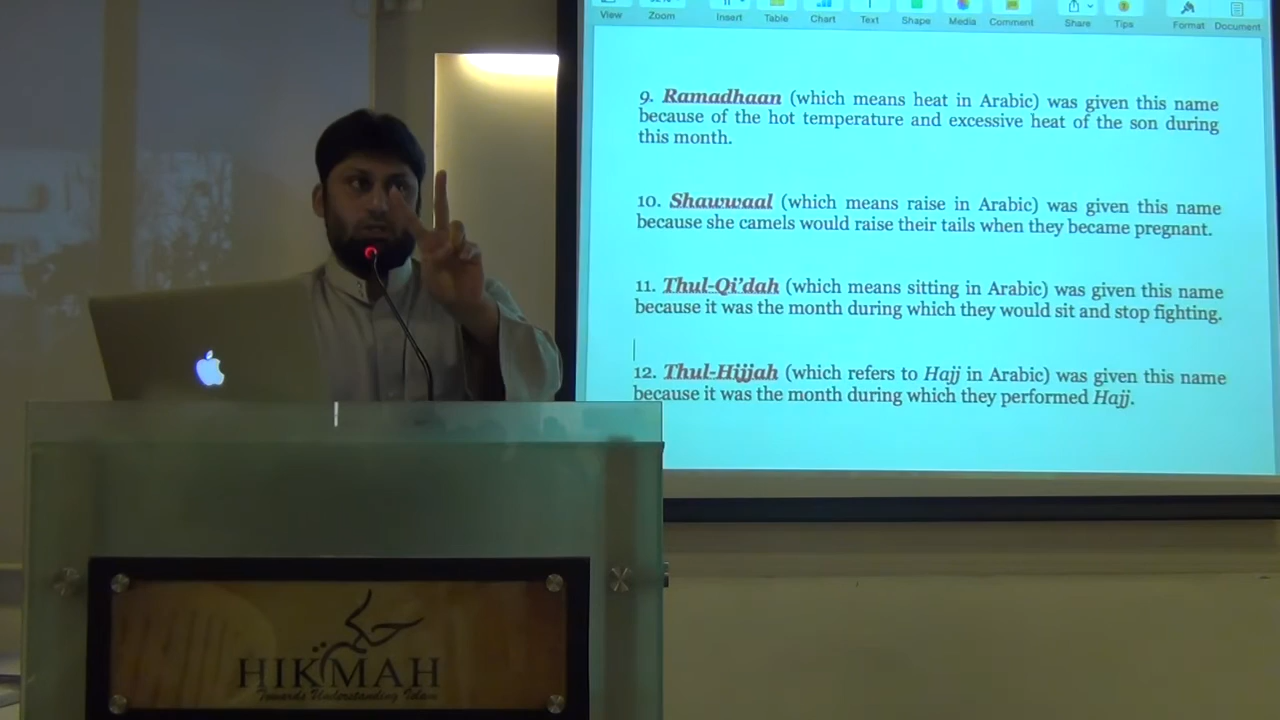 View Zoom Insert Table Chart Text Shape Media Comment Share Tips Format Document
9. Ramadhaan (which means heat in Arabic) was given this name
because of the hot temperature and excessive heat of the son during
this month.
10. Shawwaal (which means raise in Arabic) was given this name
because she camels would raise their tails when they became pregnant.
11. Thul-Qi'dah (which means sitting in Arabic) was given this name
because it was the month during which they would sit and stop fighting.
12. Thul-Hijjah (which refers to Hajj in Arabic) was given this name
because it was the month during which they performed Hajj.
حكمة
HIKMAH
Towards Understanding Islam